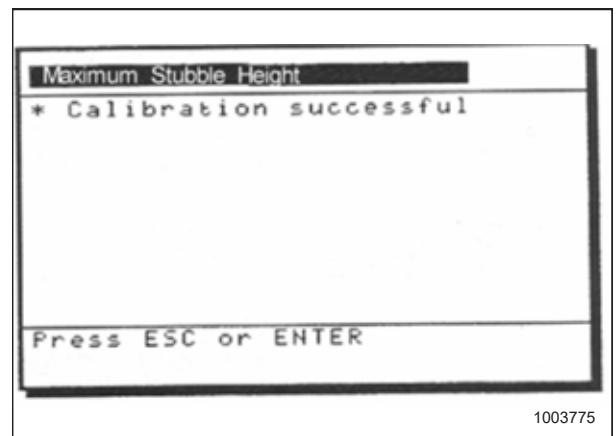 Maximum Stubble Height
* Calibration successful
Press ESC or ENTER
1003775